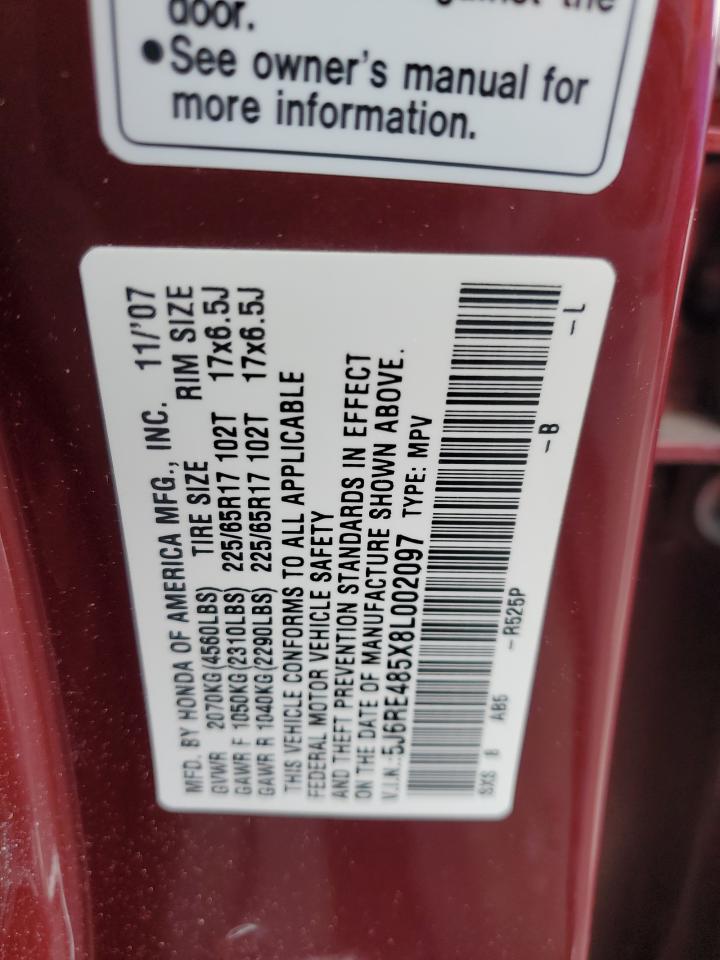 against the
door.
• See owner's manual for
more information.
MFD. BY HONDA OF AMERICA MFG., INC. 11/'07
TIRE SIZE RIM SIZE
GVWR 2070KG(4560LBS)
GAWR F 1050KG(2310LBS) 225/65R17 102T 17x6.5J
GAWR R 1040KG(2290LBS) 225/65R17 102T 17x6.5J
THIS VEHICLE CONFORMS TO ALL APPLICABLE
FEDERAL MOTOR VEHICLE SAFETY
AND THEFT PREVENTION STANDARDS IN EFFECT
ON THE DATE OF MANUFACTURE SHOWN ABOVE.
V.I.N.:5J6RE485X8L002097 TYPE: MPV
SXS B AB5 -R525P -B -L